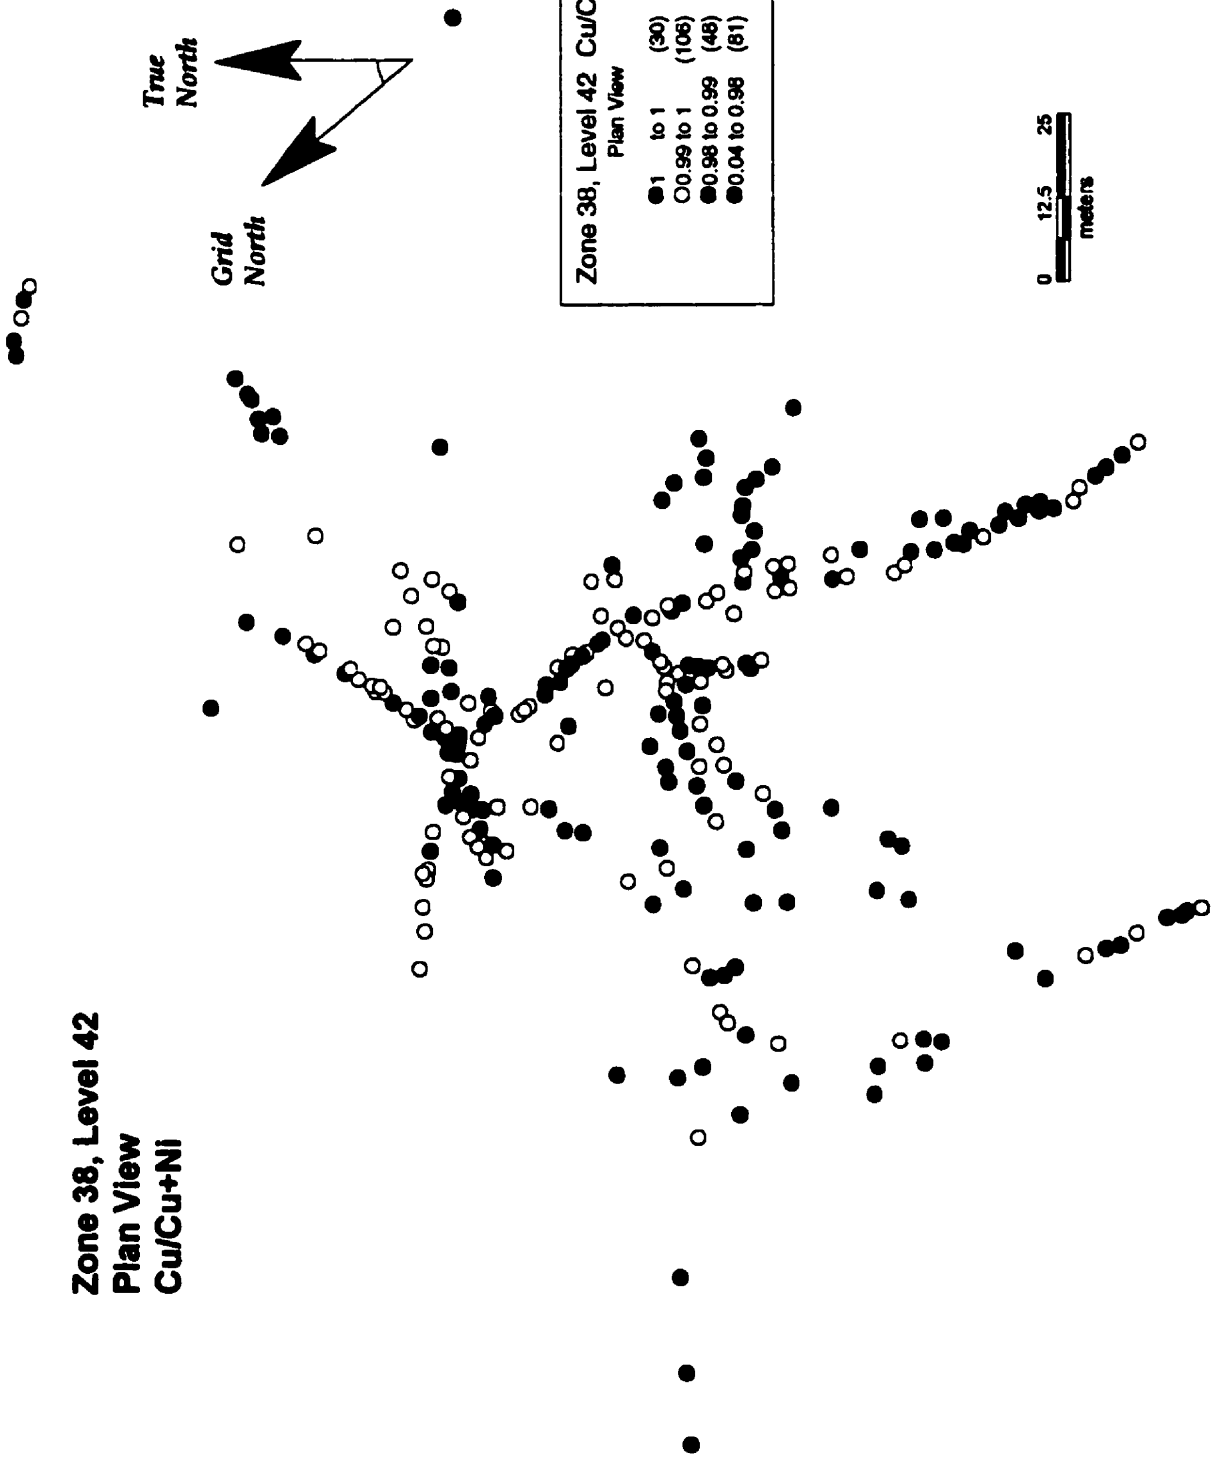 Zone 38, Level 42
Plan View
Cu/Cu+Ni
True
North
Grid
North
Zone 38, Level 42 Cu/C
Plan View
1 to 1 (30)
0.99 to 1 (106)
0.98 to 0.99 (48)
0.04 to 0.98 (81)
0 12.5 25
meters